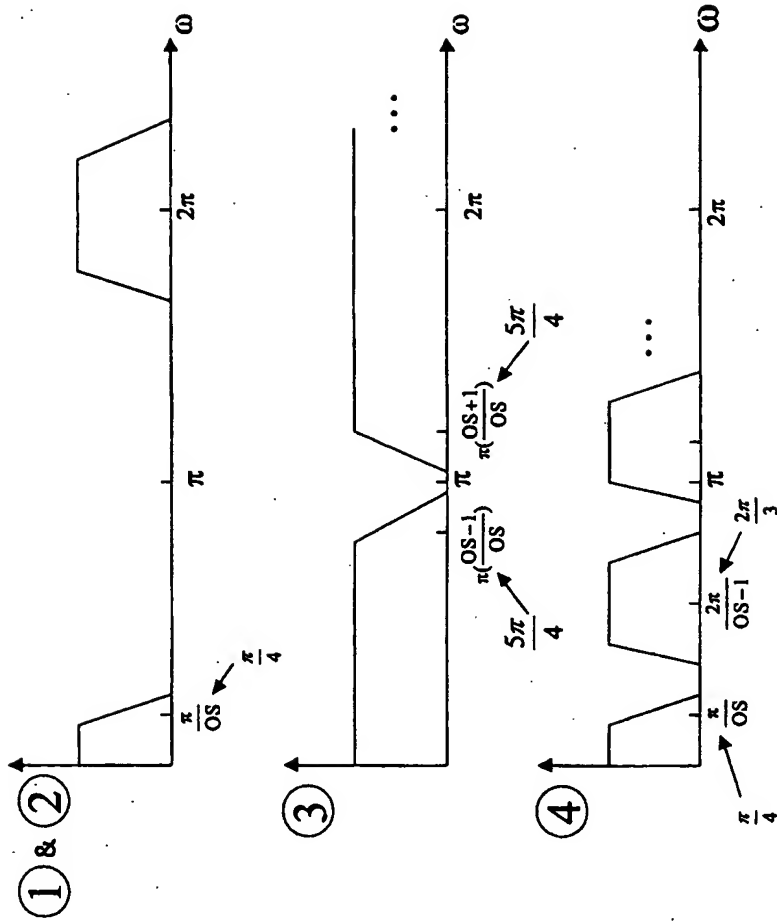 ① & ②
π/OS
π/4
π
2π
ω
③
5π/4
π(OS−1/OS)
π
π(OS+1/OS)
5π/4
2π
...
ω
④
π/4
π/OS
2π/OS−1
2π/3
π
...
2π
ω